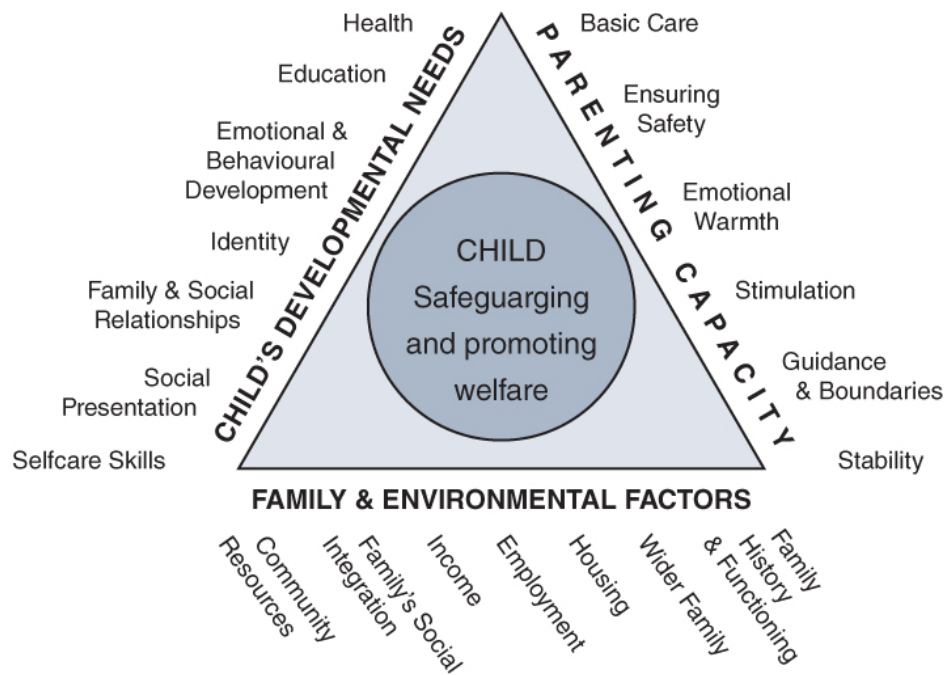 Health
Education
Emotional &
Behavioural
Development
Identity
Family & Social
Relationships
Social
Presentation
Selfcare Skills
CHILD'S DEVELOPMENTAL NEEDS
CHILD
Safeguarging
and promoting
welfare
PARENTING CAPACITY
Basic Care
Ensuring
Safety
Emotional
Warmth
Stimulation
Guidance
& Boundaries
Stability
FAMILY & ENVIRONMENTAL FACTORS
Community
Resources
Family's Social
Integration
Income
Employment
Housing
Wider Family
Family
History
& Functioning